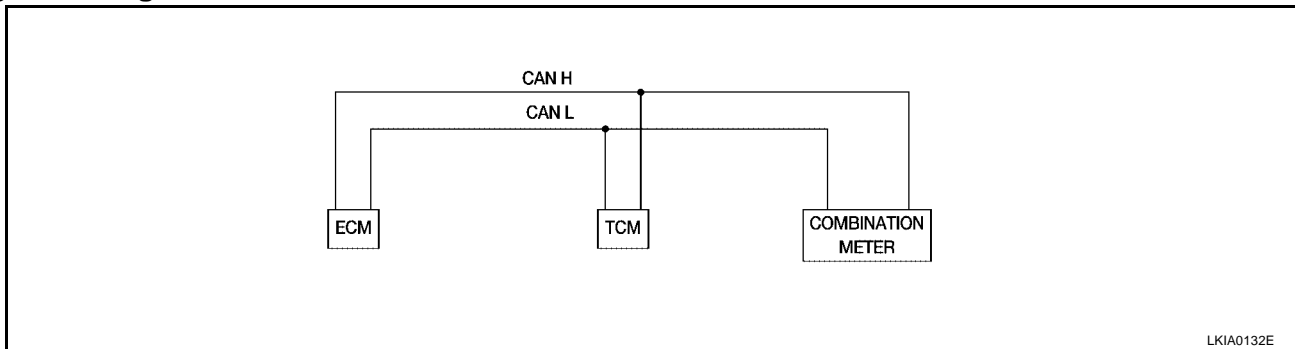 CAN H
CAN L
ECM
TCM
COMBINATION
METER
LKIA0132E